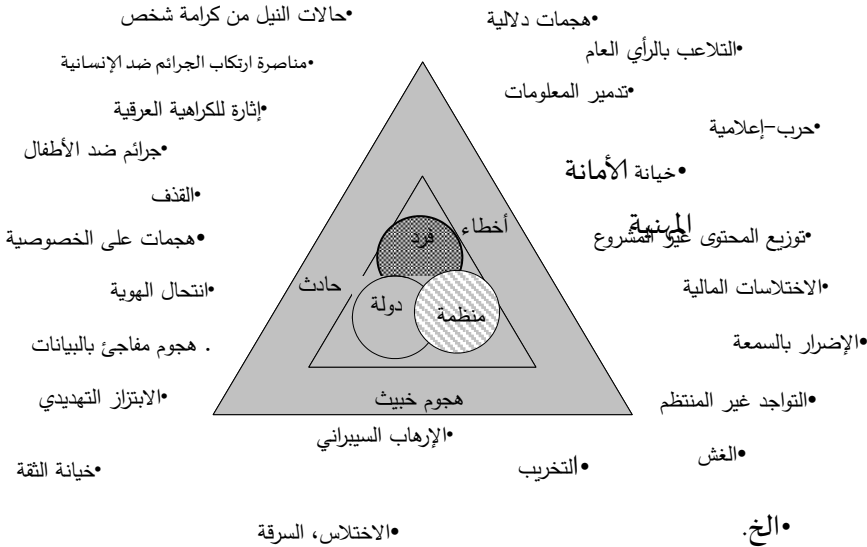 •حالات النيل من كرامة شخص
•هجمات دلالية
•التلاعب بالرأي العام
•مناصرة ارتكاب الجرائم ضد الإنسانية
•تدمير المعلومات
•إثارة للكراهية العرقية
•حرب-إعلامية
•جرائم ضد الأطفال
•خيانة الأمانة
المهنية
•القذف
أخطاء
فرد
•توزيع المحتوى غير المشروع
•هجمات على الخصوصية
•الاختلاسات المالية
حادث
•انتحال الهوية
دولة
منظمة
•الإضرار بالسمعة
. هجوم مفاجئ بالبيانات
•التواجد غير المنتظم
هجوم خبيث
•الابتزاز التهديدي
•الإرهاب السيبراني
•الغش
•التخريب
•خيانة الثقة
•الخ.
•الاختلاس، السرقة